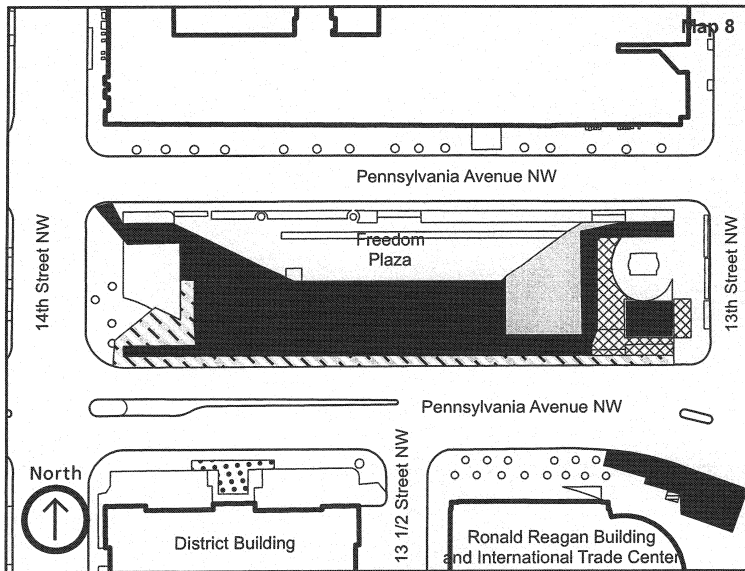 Map 8
Pennsylvania Avenue NW
14th Street NW
Freedom
Plaza
13th Street NW
Pennsylvania Avenue NW
North
13 1/2 Street NW
District Building
Ronald Reagan Building
and International Trade Center